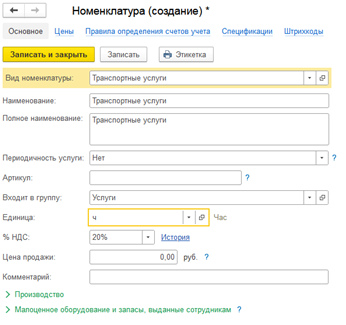 Номенклатура (создание) *
Основное Цены Правила определения счетов учета Спецификации Штрихкоды
Записать и закрыть Записать Этикетка ?
Вид номенклатуры: Транспортные услуги
Наименование: Транспортные услуги
Полное наименование: Транспортные услуги
Периодичность услуги: Нет ?
Артикул: ?
Входит в группу: Услуги
Единица: ч Час
% НДС: 20% История
Цена продажи: 0,00 руб. ?
Комментарий:
Производство
Малоценное оборудование и запасы, выданные сотрудникам ?